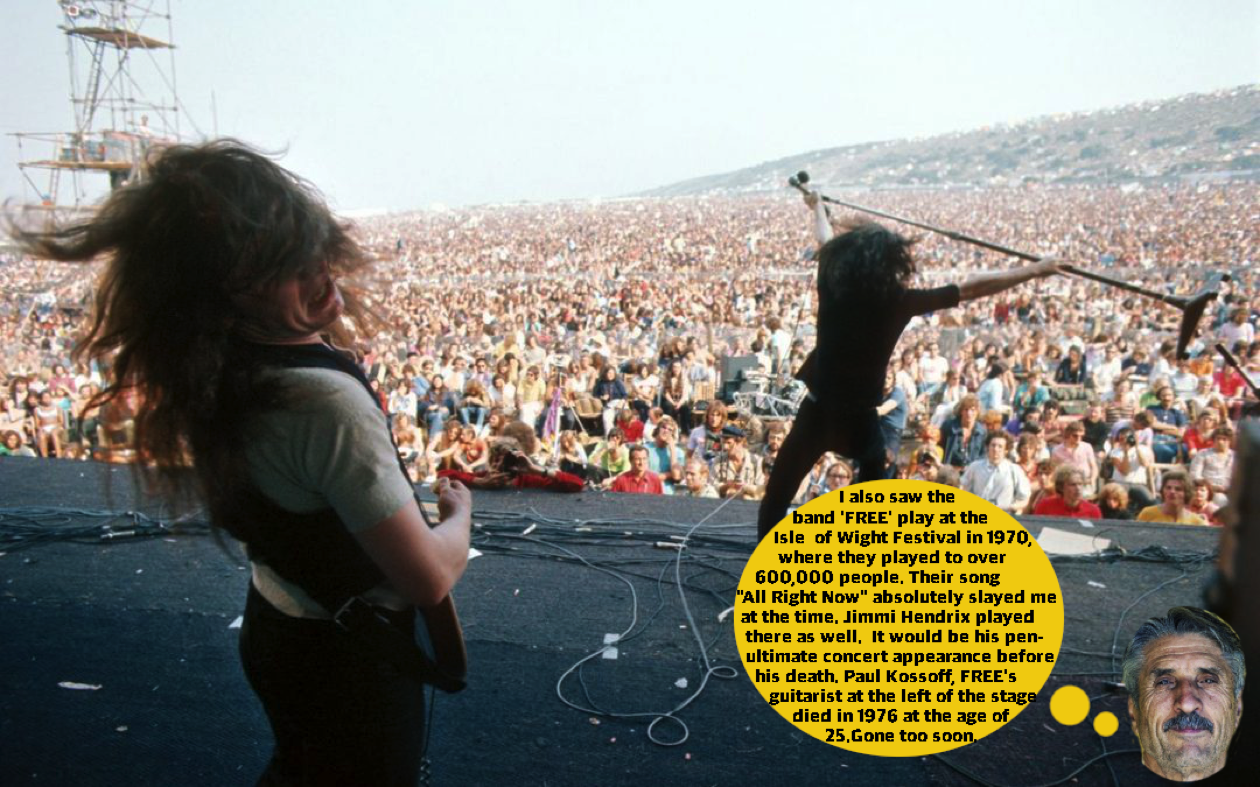 I also saw the
band 'FREE' play at the
Isle of Wight Festival in 1970,
where they played to over
600,000 people. Their song
"All Right Now" absolutely slayed me
at the time. Jimmi Hendrix played
there as well. It would be his pen-
ultimate concert appearance before
his death. Paul Kossoff, FREE's
guitarist at the left of the stage
died in 1976 at the age of
25.Gone too soon.